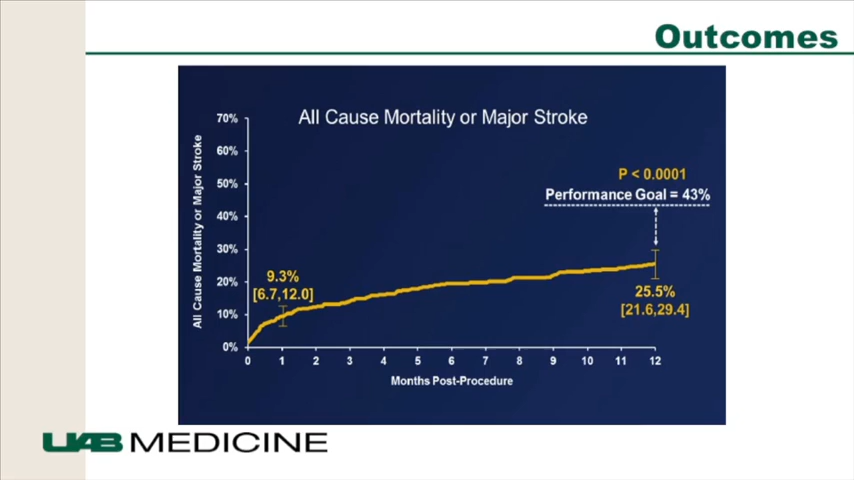 Outcomes
All Cause Mortality or Major Stroke
All Cause Mortality or Major Stroke
70%
60%
50%
40%
30%
20%
10%
0%
P < 0.0001
Performance Goal = 43%
9.3%
[6.7,12.0]
25.5%
[21.6,29.4]
0 1 2 3 4 5 6 7 8 9 10 11 12
Months Post-Procedure
UAB MEDICINE